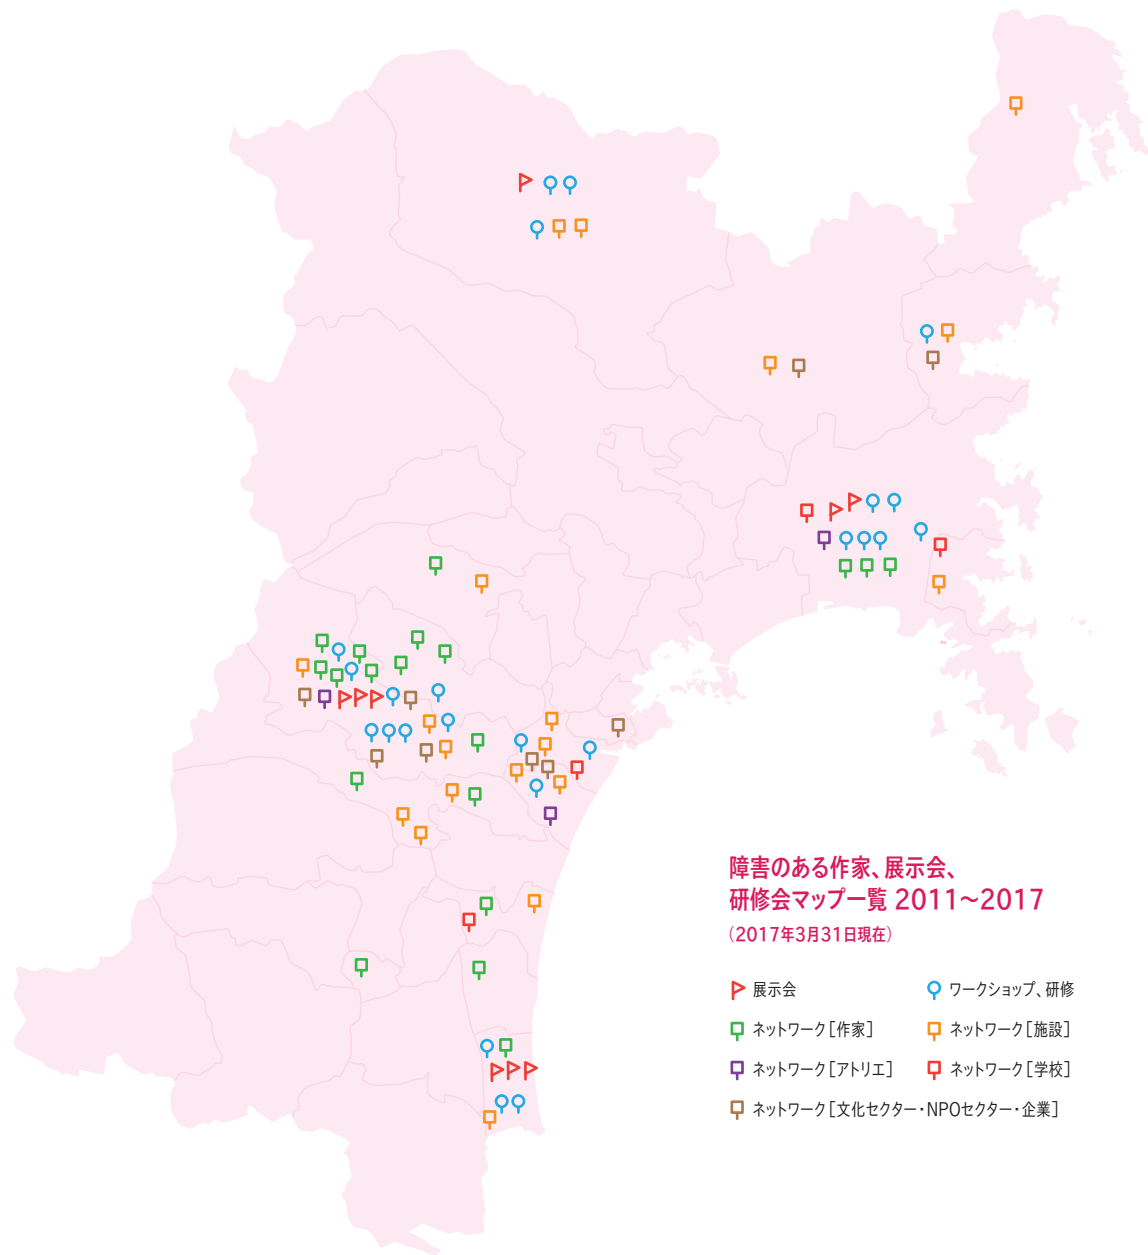 障害のある作家、展示会、
研修会マップ一覧 2011〜2017
（2017年3月31日現在）
展示会
ワークショップ、研修
ネットワーク［作家］
ネットワーク［施設］
ネットワーク［アトリエ］
ネットワーク［学校］
ネットワーク［文化セクター・NPOセクター・企業］